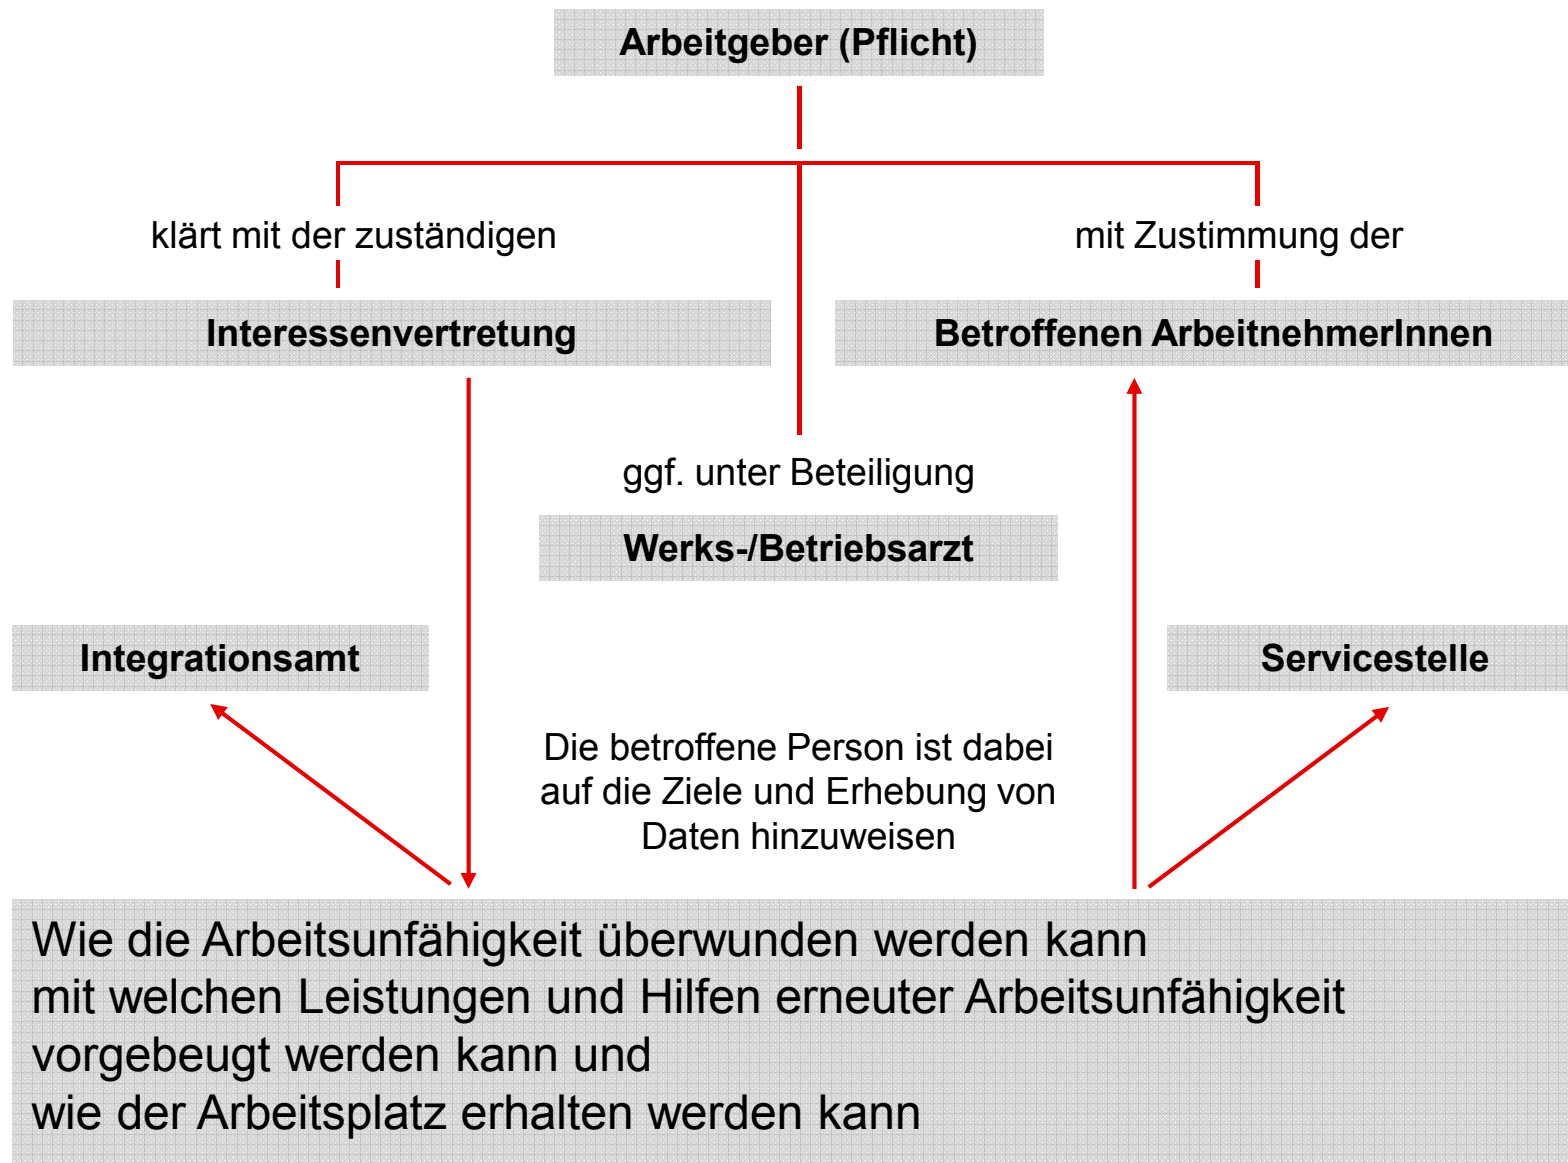 Arbeitgeber (Pflicht)
klärt mit der zuständigen
mit Zustimmung der
Interessenvertretung
Betroffenen ArbeitnehmerInnen
ggf. unter Beteiligung
Werks-/Betriebsarzt
Integrationsamt
Servicestelle
Die betroffene Person ist dabei
auf die Ziele und Erhebung von
Daten hinzuweisen
Wie die Arbeitsunfähigkeit überwunden werden kann
mit welchen Leistungen und Hilfen erneuter Arbeitsunfähigkeit
vorgebeugt werden kann und
wie der Arbeitsplatz erhalten werden kann